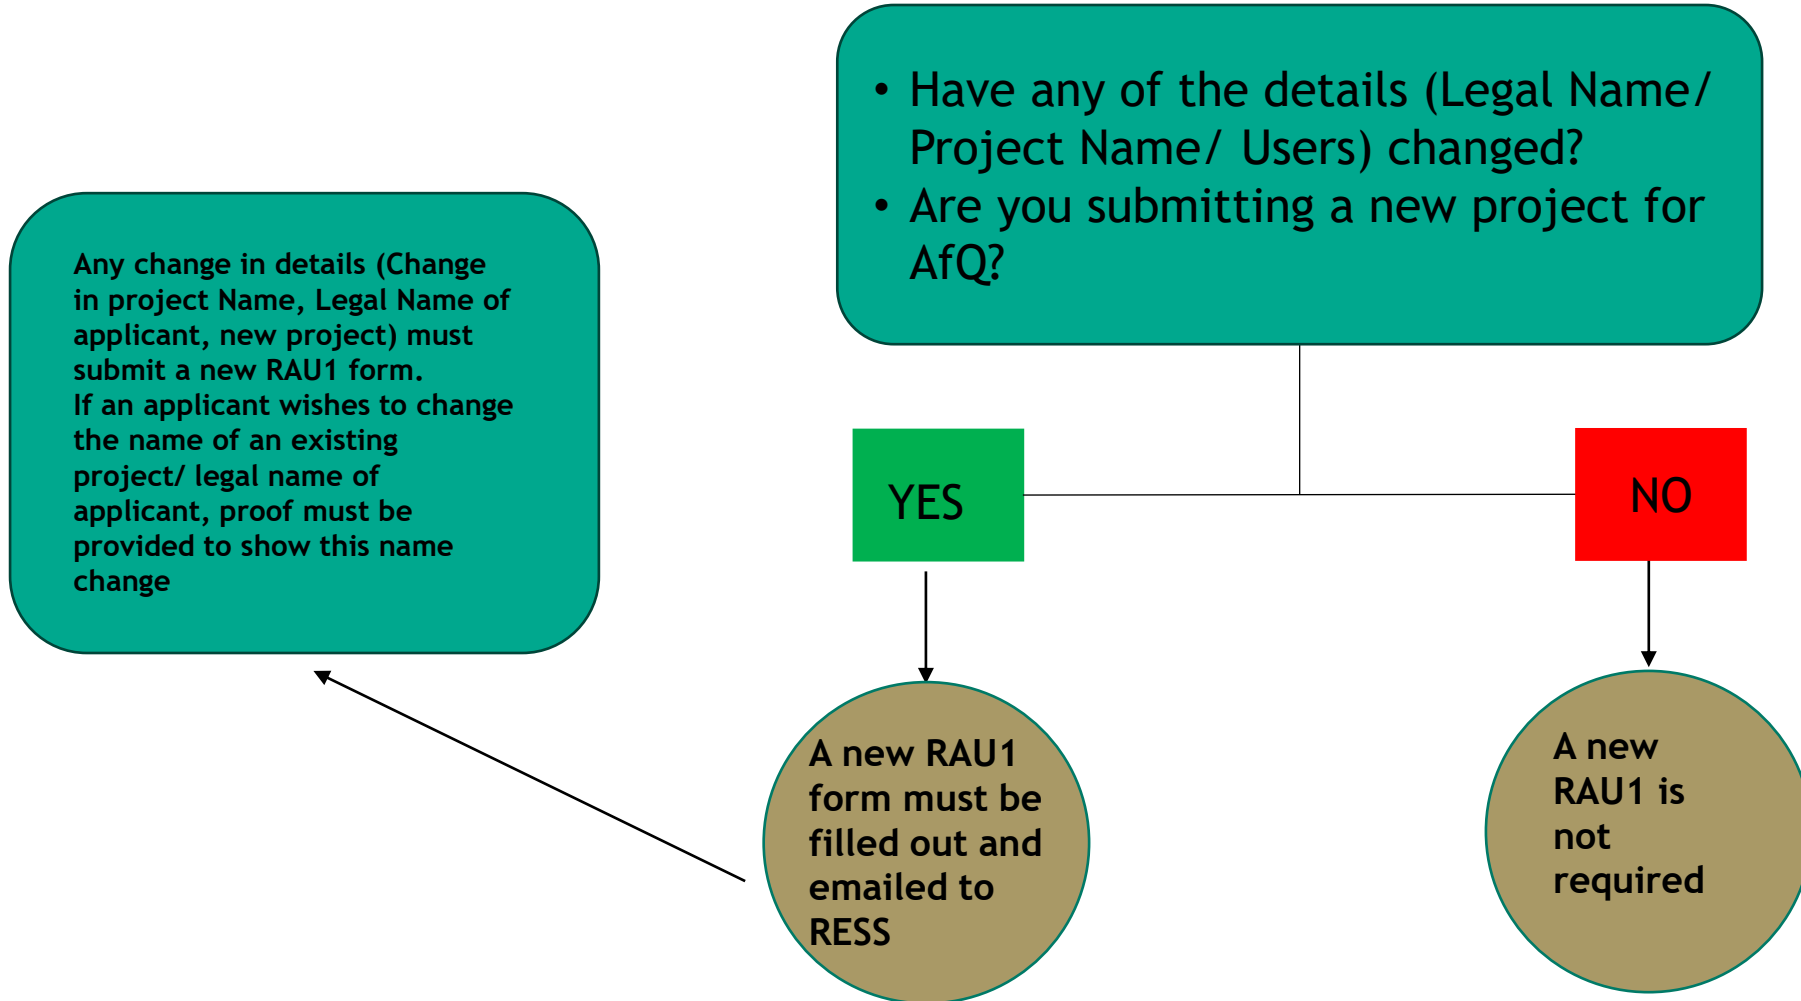 • Have any of the details (Legal Name/
Project Name/ Users) changed?
• Are you submitting a new project for
AfQ?
Any change in details (Change
in project Name, Legal Name of
applicant, new project) must
submit a new RAU1 form.
If an applicant wishes to change
the name of an existing
project/ legal name of
applicant, proof must be
provided to show this name
change
YES
NO
A new RAU1
form must be
filled out and
emailed to
RESS
A new
RAU1 is
not
required